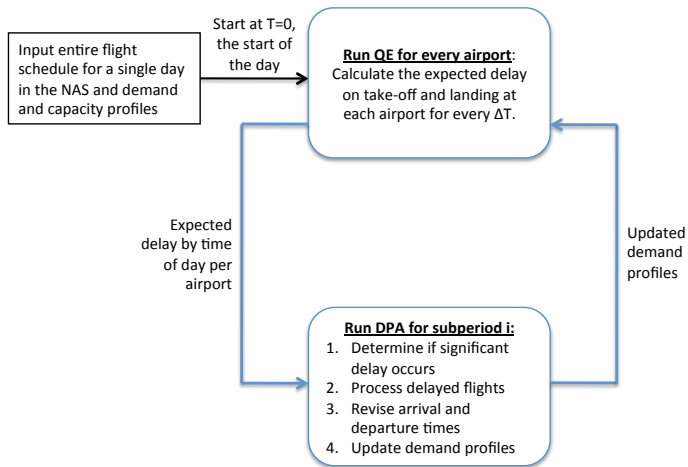 Input entire flight
schedule for a single day
in the NAS and demand
and capacity profiles
Start at T=0,
the start of
the day
Run QE for every airport:
Calculate the expected delay
on take-off and landing at
each airport for every ΔT.
Expected
delay by time
of day per
airport
Updated
demand
profiles
Run DPA for subperiod i:
1. Determine if significant
delay occurs
2. Process delayed flights
3. Revise arrival and
departure times
4. Update demand profiles